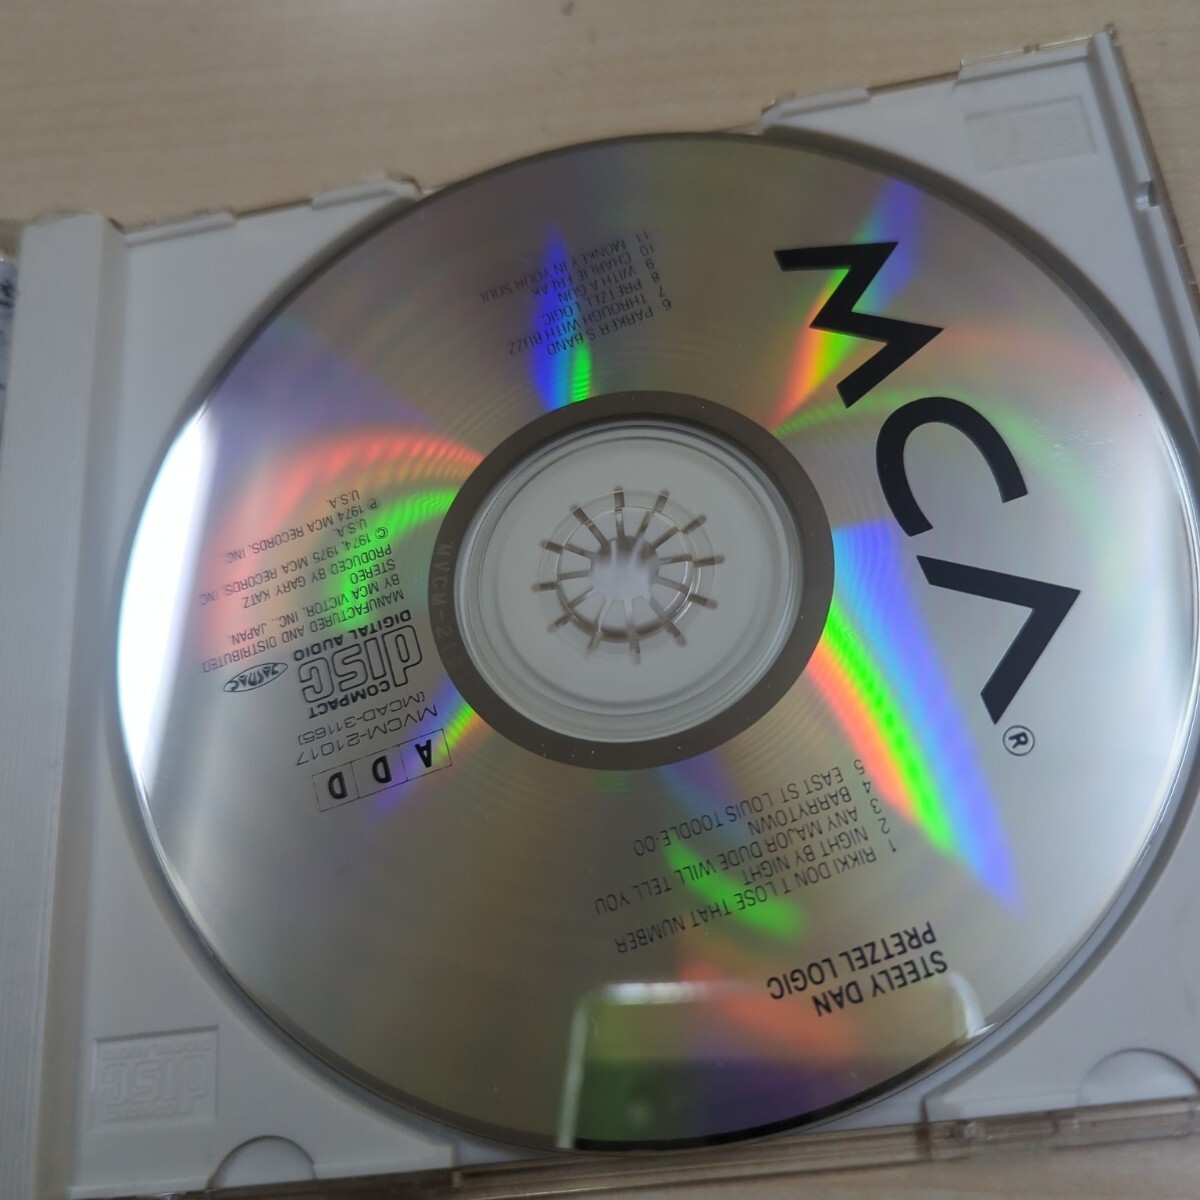 MCA®
STEELY DAN
PRETZEL LOGIC
1 RIKKI DON T LOSE THAT NUMBER
2 NIGHT BY NIGHT
3 ANY MAJOR DUDE WILL TELL YOU
4 BARRYTOWN
5 EAST ST LOUIS TOODLE-OO
A D D
MVCM-21017
(MCAD-31165)
COMPACT
disc
DIGITAL AUDIO
JASRAC
MANUFACTURED AND DISTRIBUTED
BY MCA VICTOR, INC., JAPAN.
STEREO
PRODUCED BY GARY KATZ
© 1974, 1975 MCA RECORDS, INC.,
U.S.A.
℗ 1974 MCA RECORDS, INC.,
U.S.A.
6 PARKER S BAND
7 THROUGH WITH BUZZ
8 PRETZEL LOGIC
9 WITH A GUN
10 CHARLIE FREAK
11 MONKEY IN YOUR SOUL
disc